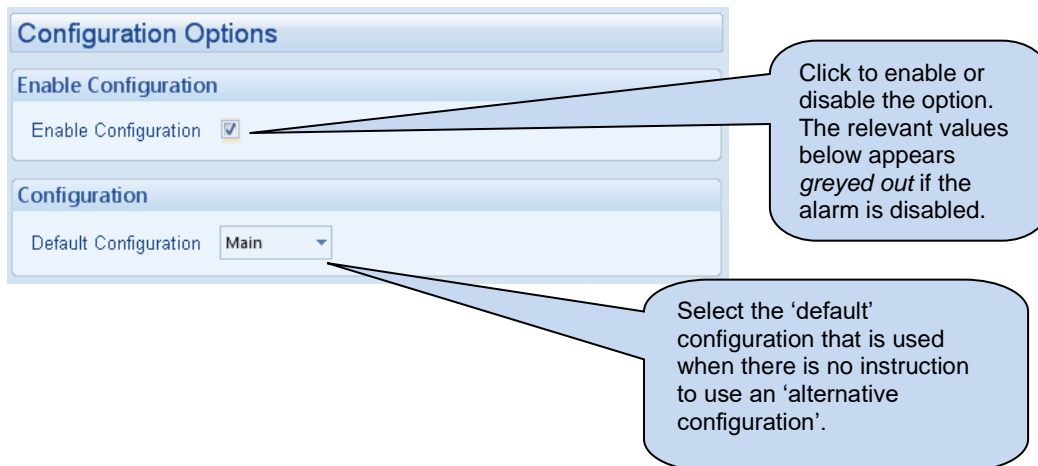 Configuration Options
Enable Configuration
Enable Configuration
Click to enable or
disable the option.
The relevant values
below appears
greyed out if the
alarm is disabled.
Configuration
Default Configuration Main
Select the ‘default’
configuration that is used
when there is no instruction
to use an ‘alternative
configuration’.